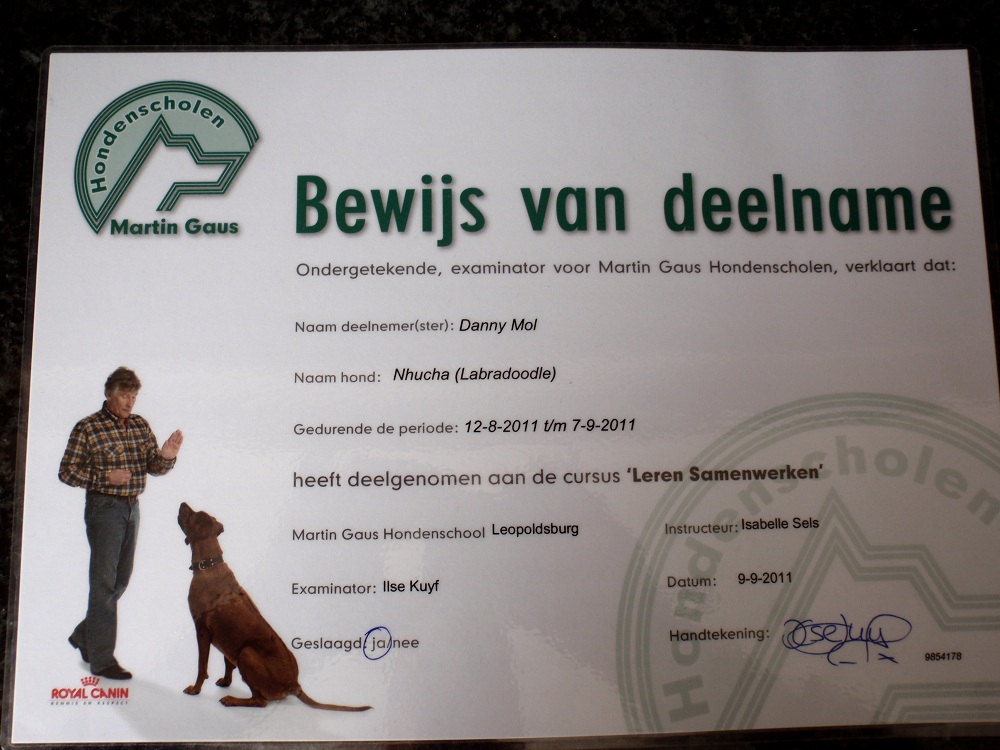 Hondenscholen
Martin Gaus
Bewijs van deelname
Ondergetekende, examinator voor Martin Gaus Hondenscholen, verklaart dat:
Naam deelnemer(ster): Danny Mol
Naam hond: Nhucha (Labradoodle)
Gedurende de periode: 12-8-2011 t/m 7-9-2011
heeft deelgenomen aan de cursus ‘Leren Samenwerken’
Martin Gaus Hondenschool Leopoldsburg Instructeur: Isabelle Sels
Examinator: Ilse Kuyf Datum: 9-9-2011
Geslaagd: ja/nee Handtekening:
9854178
ROYAL CANIN
KENNIS EN RESPECT
Hondenscholen